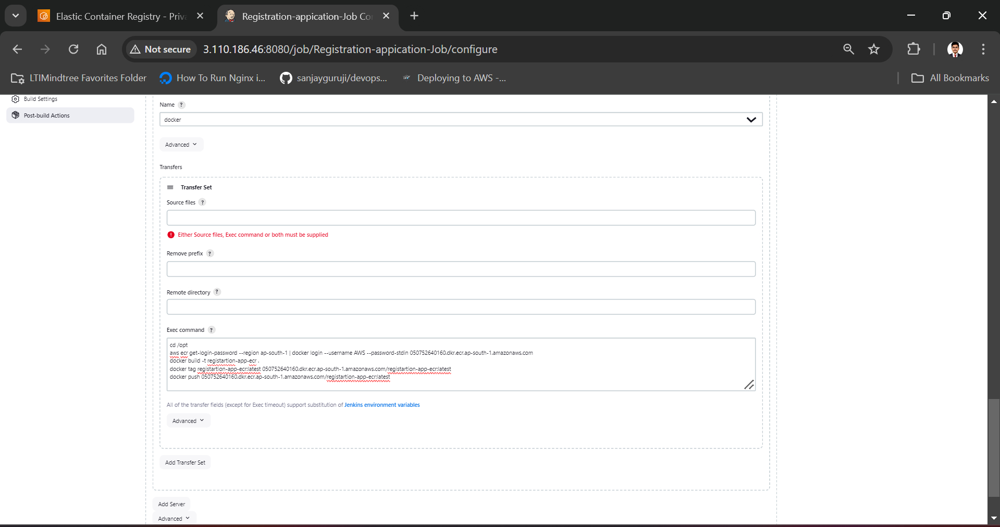 Elastic Container Registry - Priva
Registration-appication-Job Co
Not secure
3.110.186.46:8080/job/Registration-appication-Job/configure
LTIMindtree Favorites Folder
How To Run Nginx i...
sanjayguruji/devops...
Deploying to AWS -...
All Bookmarks
Build Settings
Post-build Actions
Name ?
docker
Advanced
Transfers
Transfer Set
Source files ?
Either Source files, Exec command or both must be supplied
Remove prefix ?
Remote directory ?
Exec command ?
cd /opt
aws ecr get-login-password --region ap-south-1 | docker login --username AWS --password-stdin 050752640160.dkr.ecr.ap-south-1.amazonaws.com
docker build -t registartion-app-ecr .
docker tag registartion-app-ecr:latest 050752640160.dkr.ecr.ap-south-1.amazonaws.com/registartion-app-ecr:latest
docker push 050752640160.dkr.ecr.ap-south-1.amazonaws.com/registartion-app-ecr:latest
All of the transfer fields (except for Exec timeout) support substitution of Jenkins environment variables
Advanced
Add Transfer Set
Add Server
Advanced